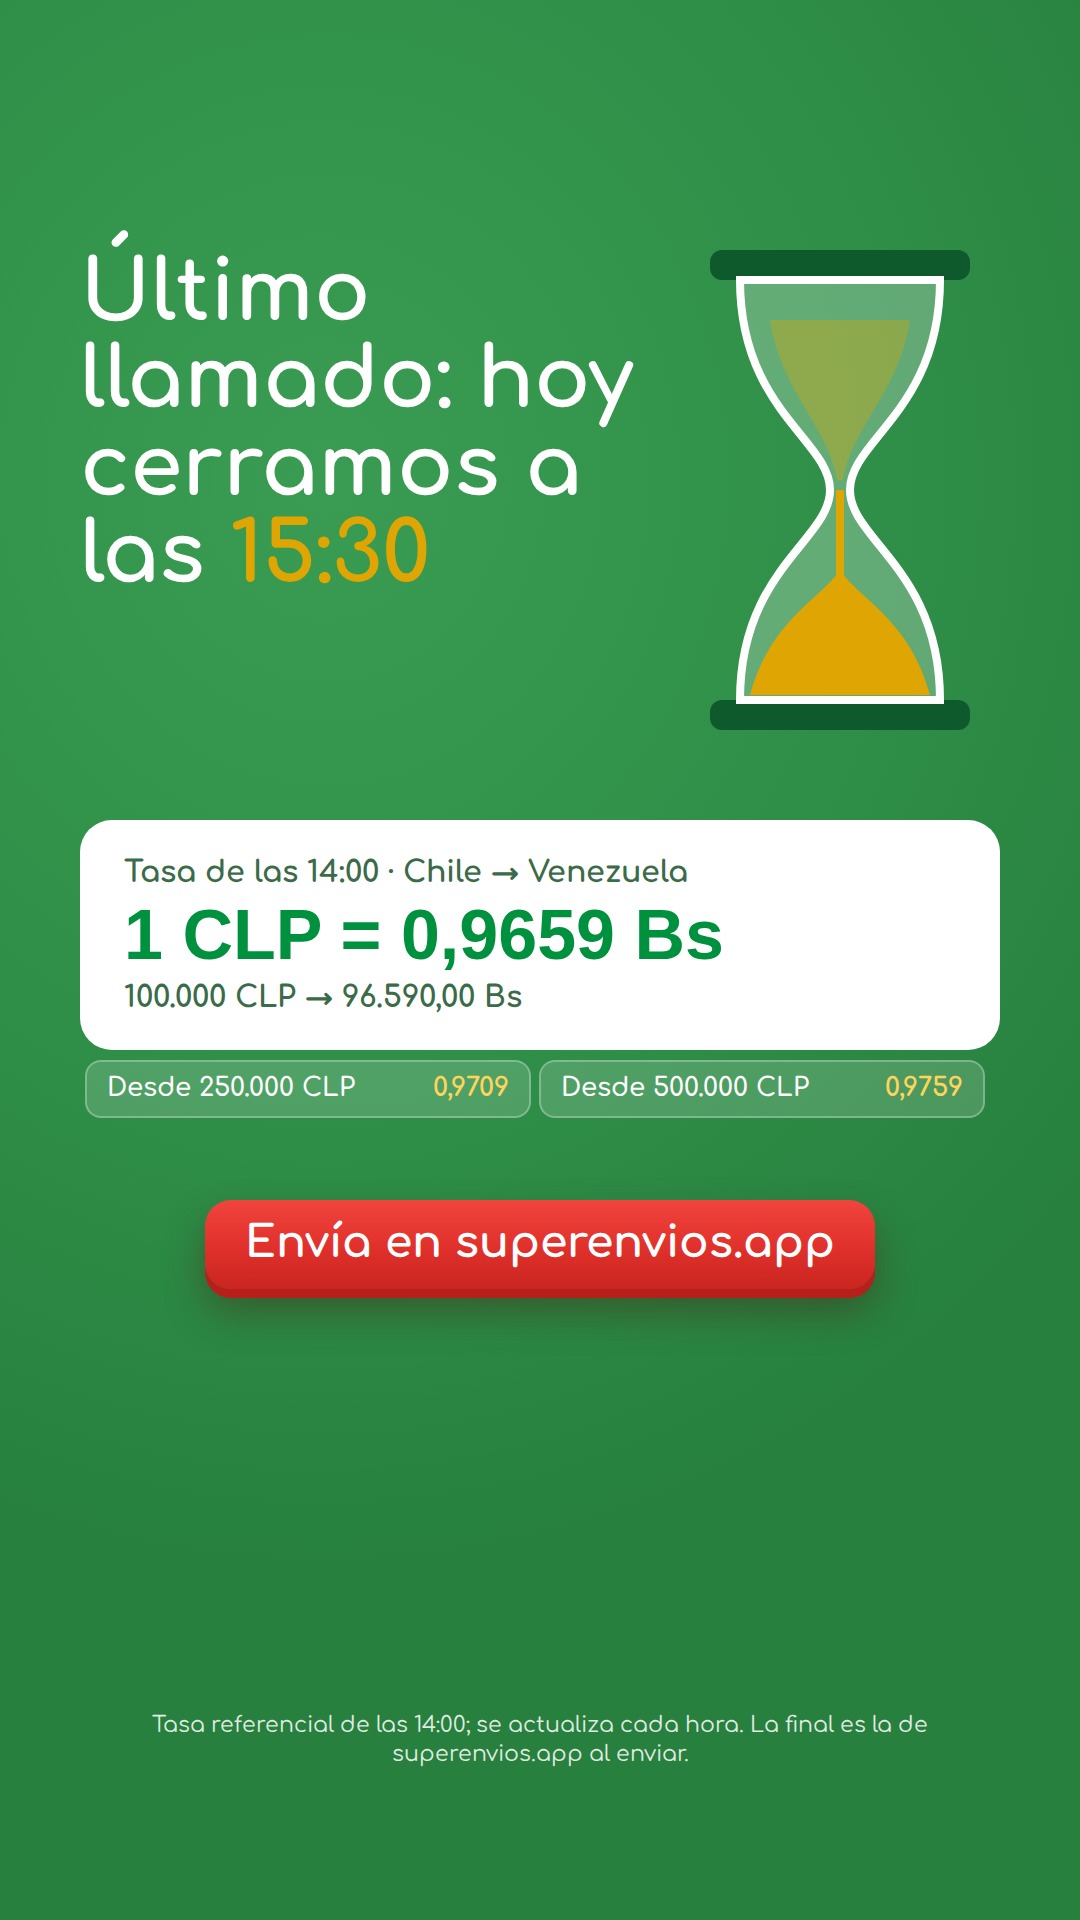 Último
llamado: hoy
cerramos a
las 15:30
Tasa de las 14:00 · Chile → Venezuela
1 CLP = 0,9659 Bs
100.000 CLP → 96.590,00 Bs
Desde 250.000 CLP 0,9709
Desde 500.000 CLP 0,9759
Envía en superenvios.app
Tasa referencial de las 14:00; se actualiza cada hora. La final es la de
superenvios.app al enviar.